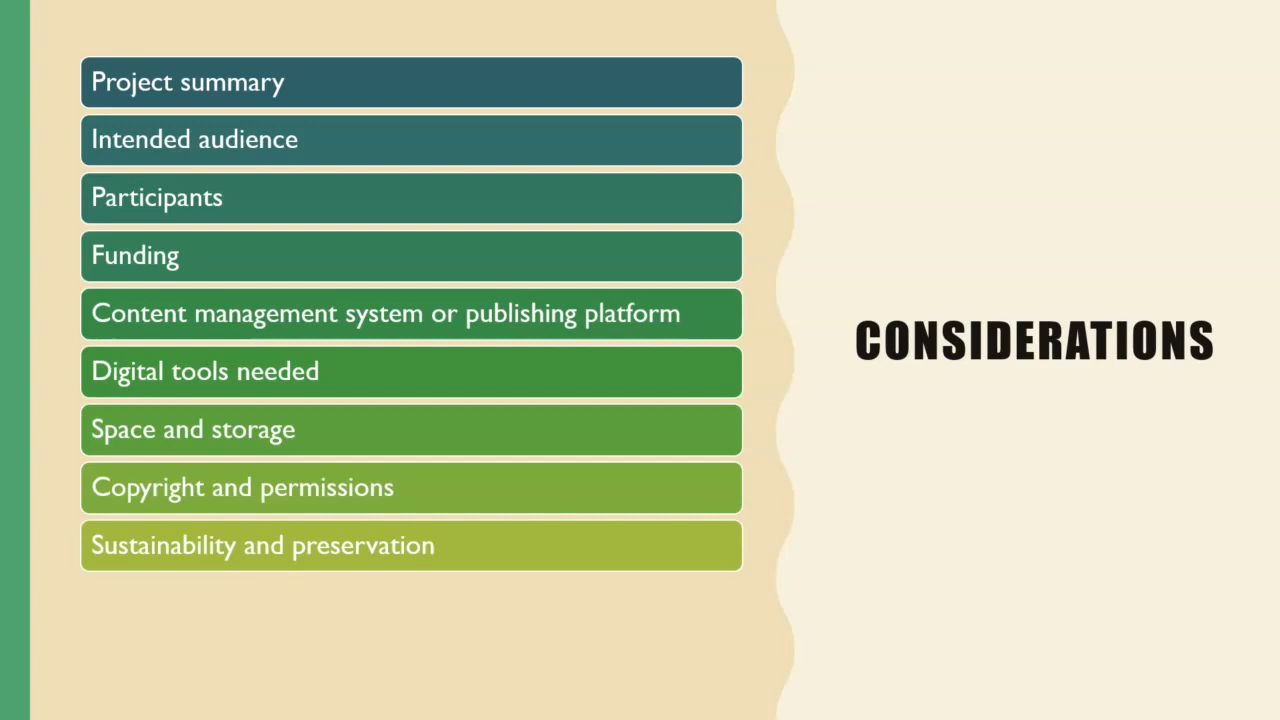 Project summary
Intended audience
Participants
Funding
Content management system or publishing platform
Digital tools needed
Space and storage
Copyright and permissions
Sustainability and preservation
CONSIDERATIONS